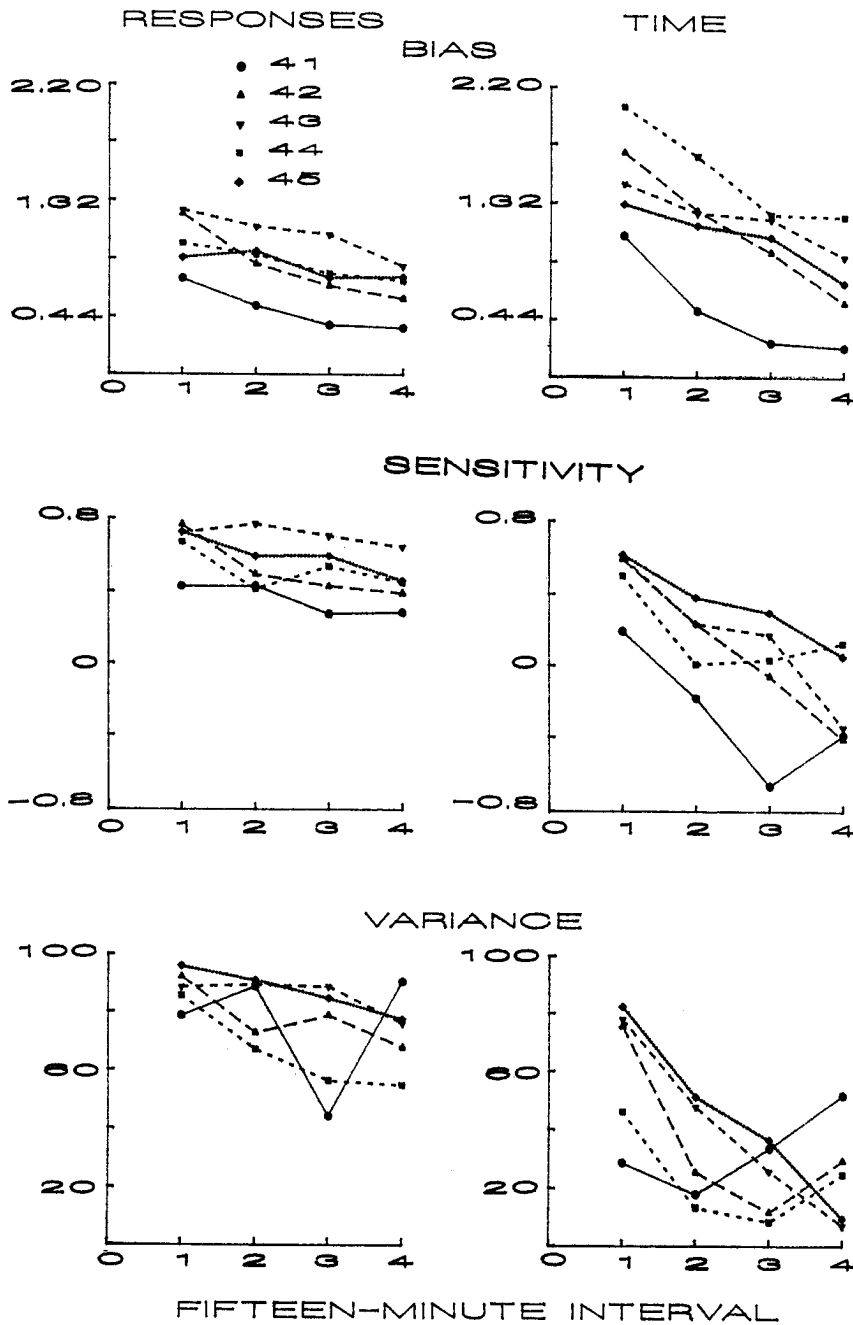 RESPONSES TIME
BIAS
41
42
43
44
45
2.20
1.32
0.44
0 1 2 3 4
2.20
1.32
0.44
0 1 2 3 4
SENSITIVITY
0.8
0
-0.8
0 1 2 3 4
0.8
0
-0.8
0 1 2 3 4
VARIANCE
100
60
20
0 1 2 3 4
100
60
20
0 1 2 3 4
FIFTEEN-MINUTE INTERVAL